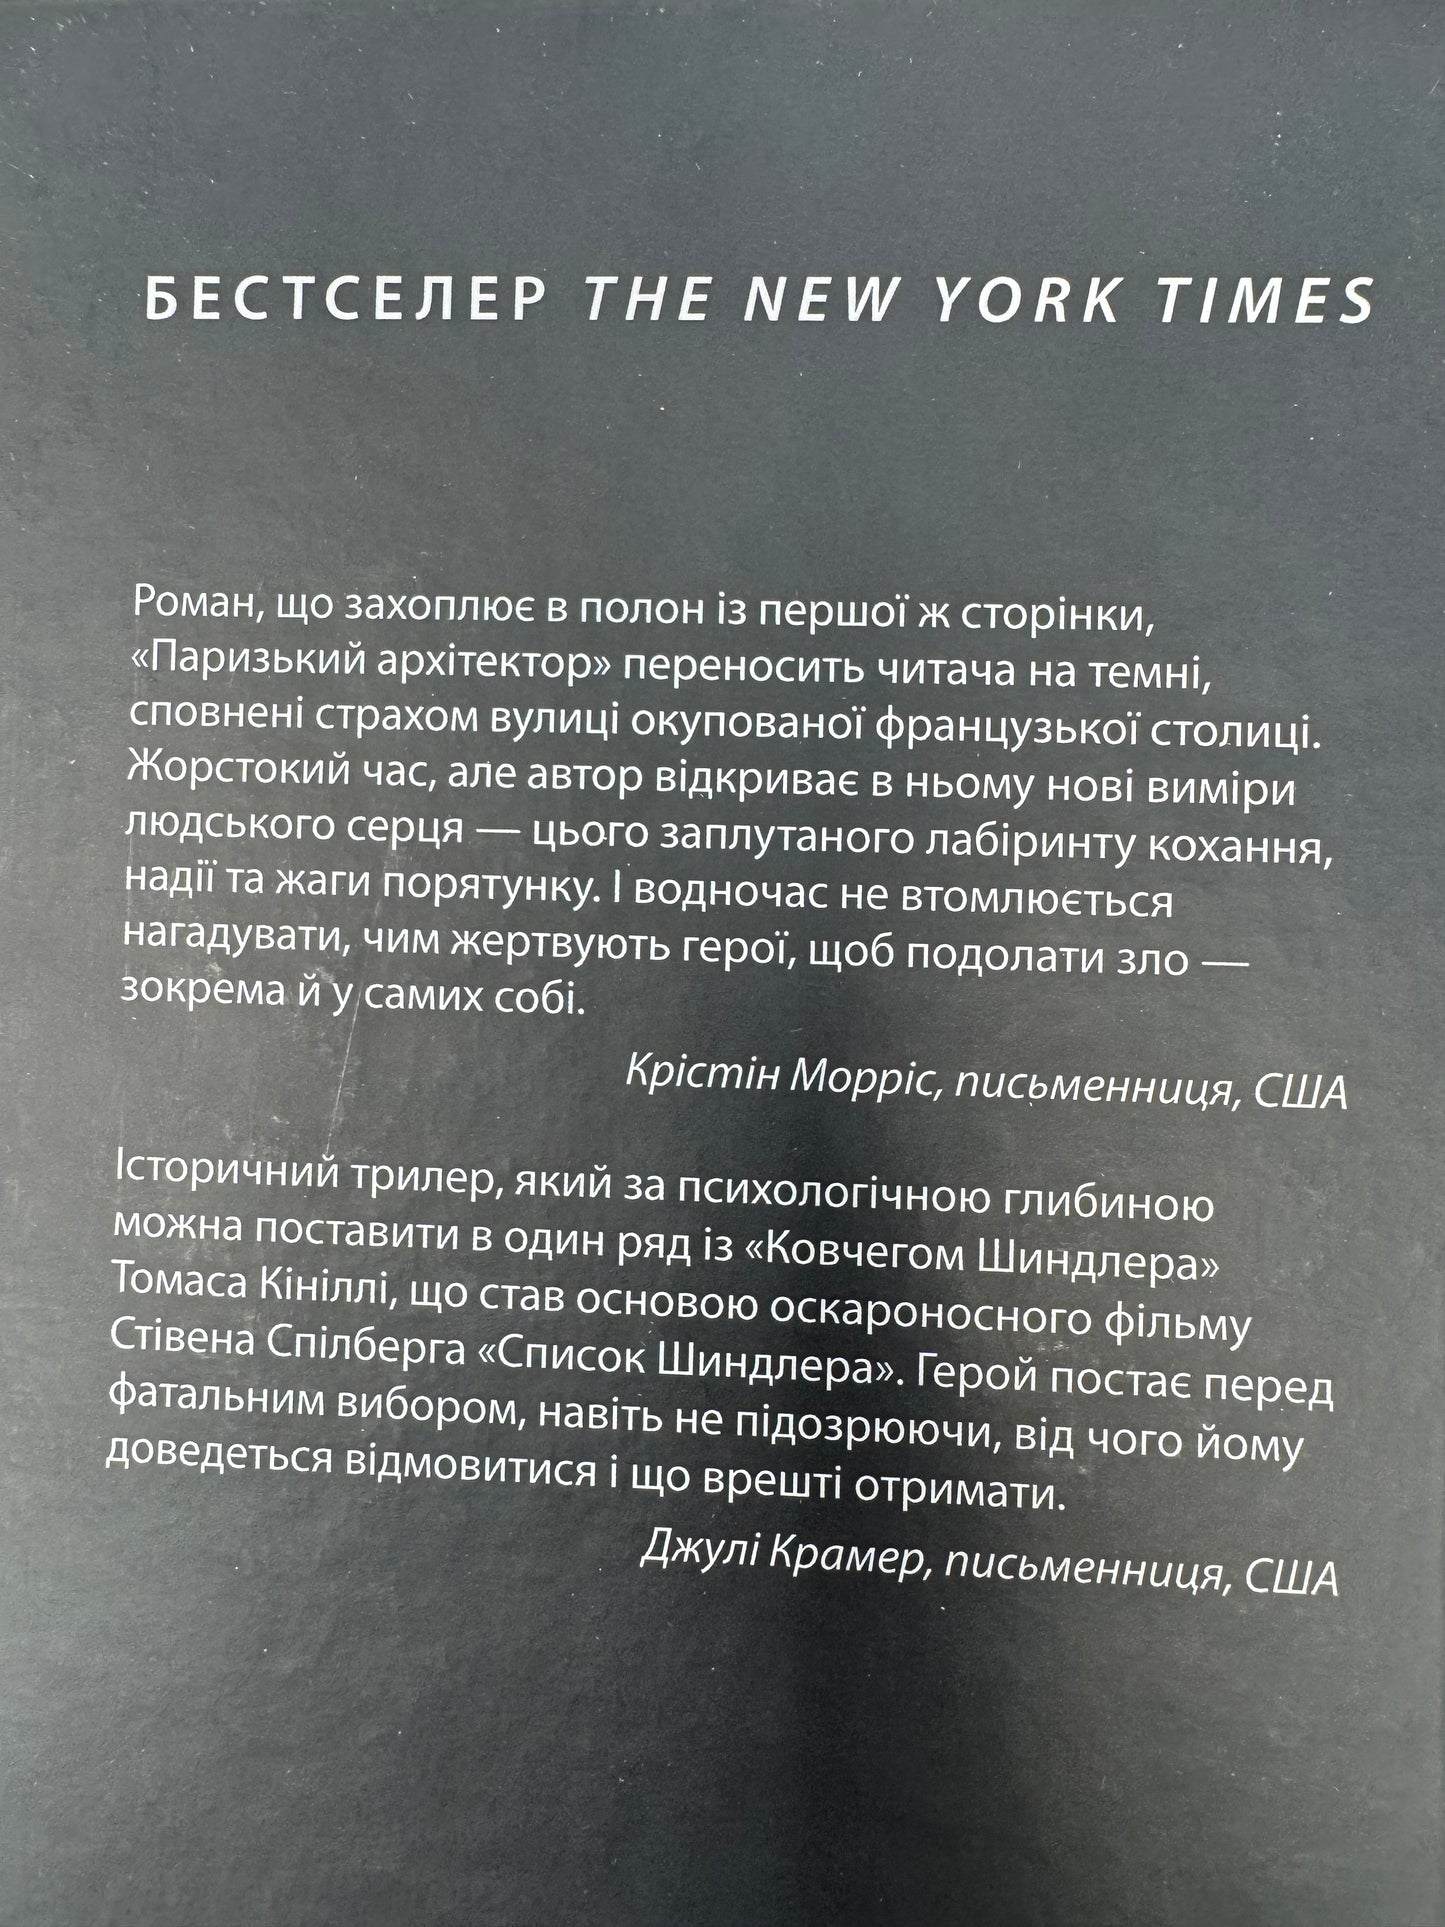 БЕСТСЕЛЕР THE NEW YORK TIMES
Роман, що захоплює в полон із першої ж сторінки,
«Паризький архітектор» переносить читача на темні,
сповнені страхом вулиці окупованої французької столиці.
Жорстокий час, але автор відкриває в ньому нові виміри
людського серця — цього заплутаного лабіринту кохання,
надії та жаги порятунку. І водночас не втомлюється
нагадувати, чим жертвують герої, щоб подолати зло —
зокрема й у самих собі.
Крістін Морріс, письменниця, США
Історичний трилер, який за психологічною глибиною
можна поставити в один ряд із «Ковчегом Шиндлера»
Томаса Кініллі, що став основою оскароносного фільму
Стівена Спілберга «Список Шиндлера». Герой постає перед
фатальним вибором, навіть не підозрюючи, від чого йому
доведеться відмовитися і що врешті отримати.
Джулі Крамер, письменниця, США